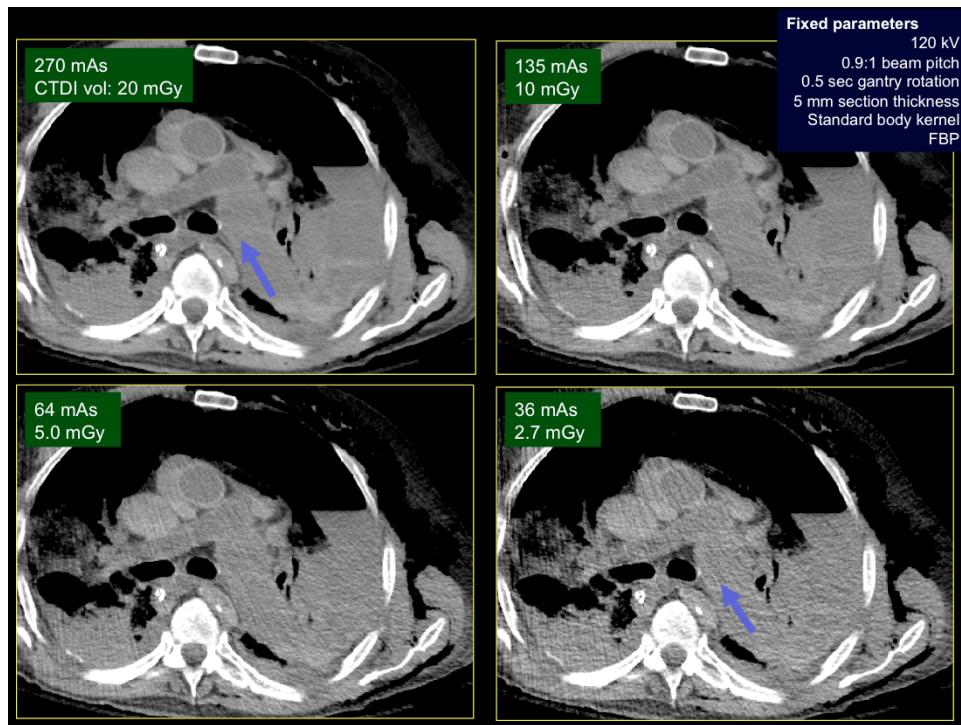 270 mAs
CTDI vol: 20 mGy
135 mAs
10 mGy
Fixed parameters
120 kV
0.9:1 beam pitch
0.5 sec gantry rotation
5 mm section thickness
Standard body kernel
FBP
64 mAs
5.0 mGy
36 mAs
2.7 mGy